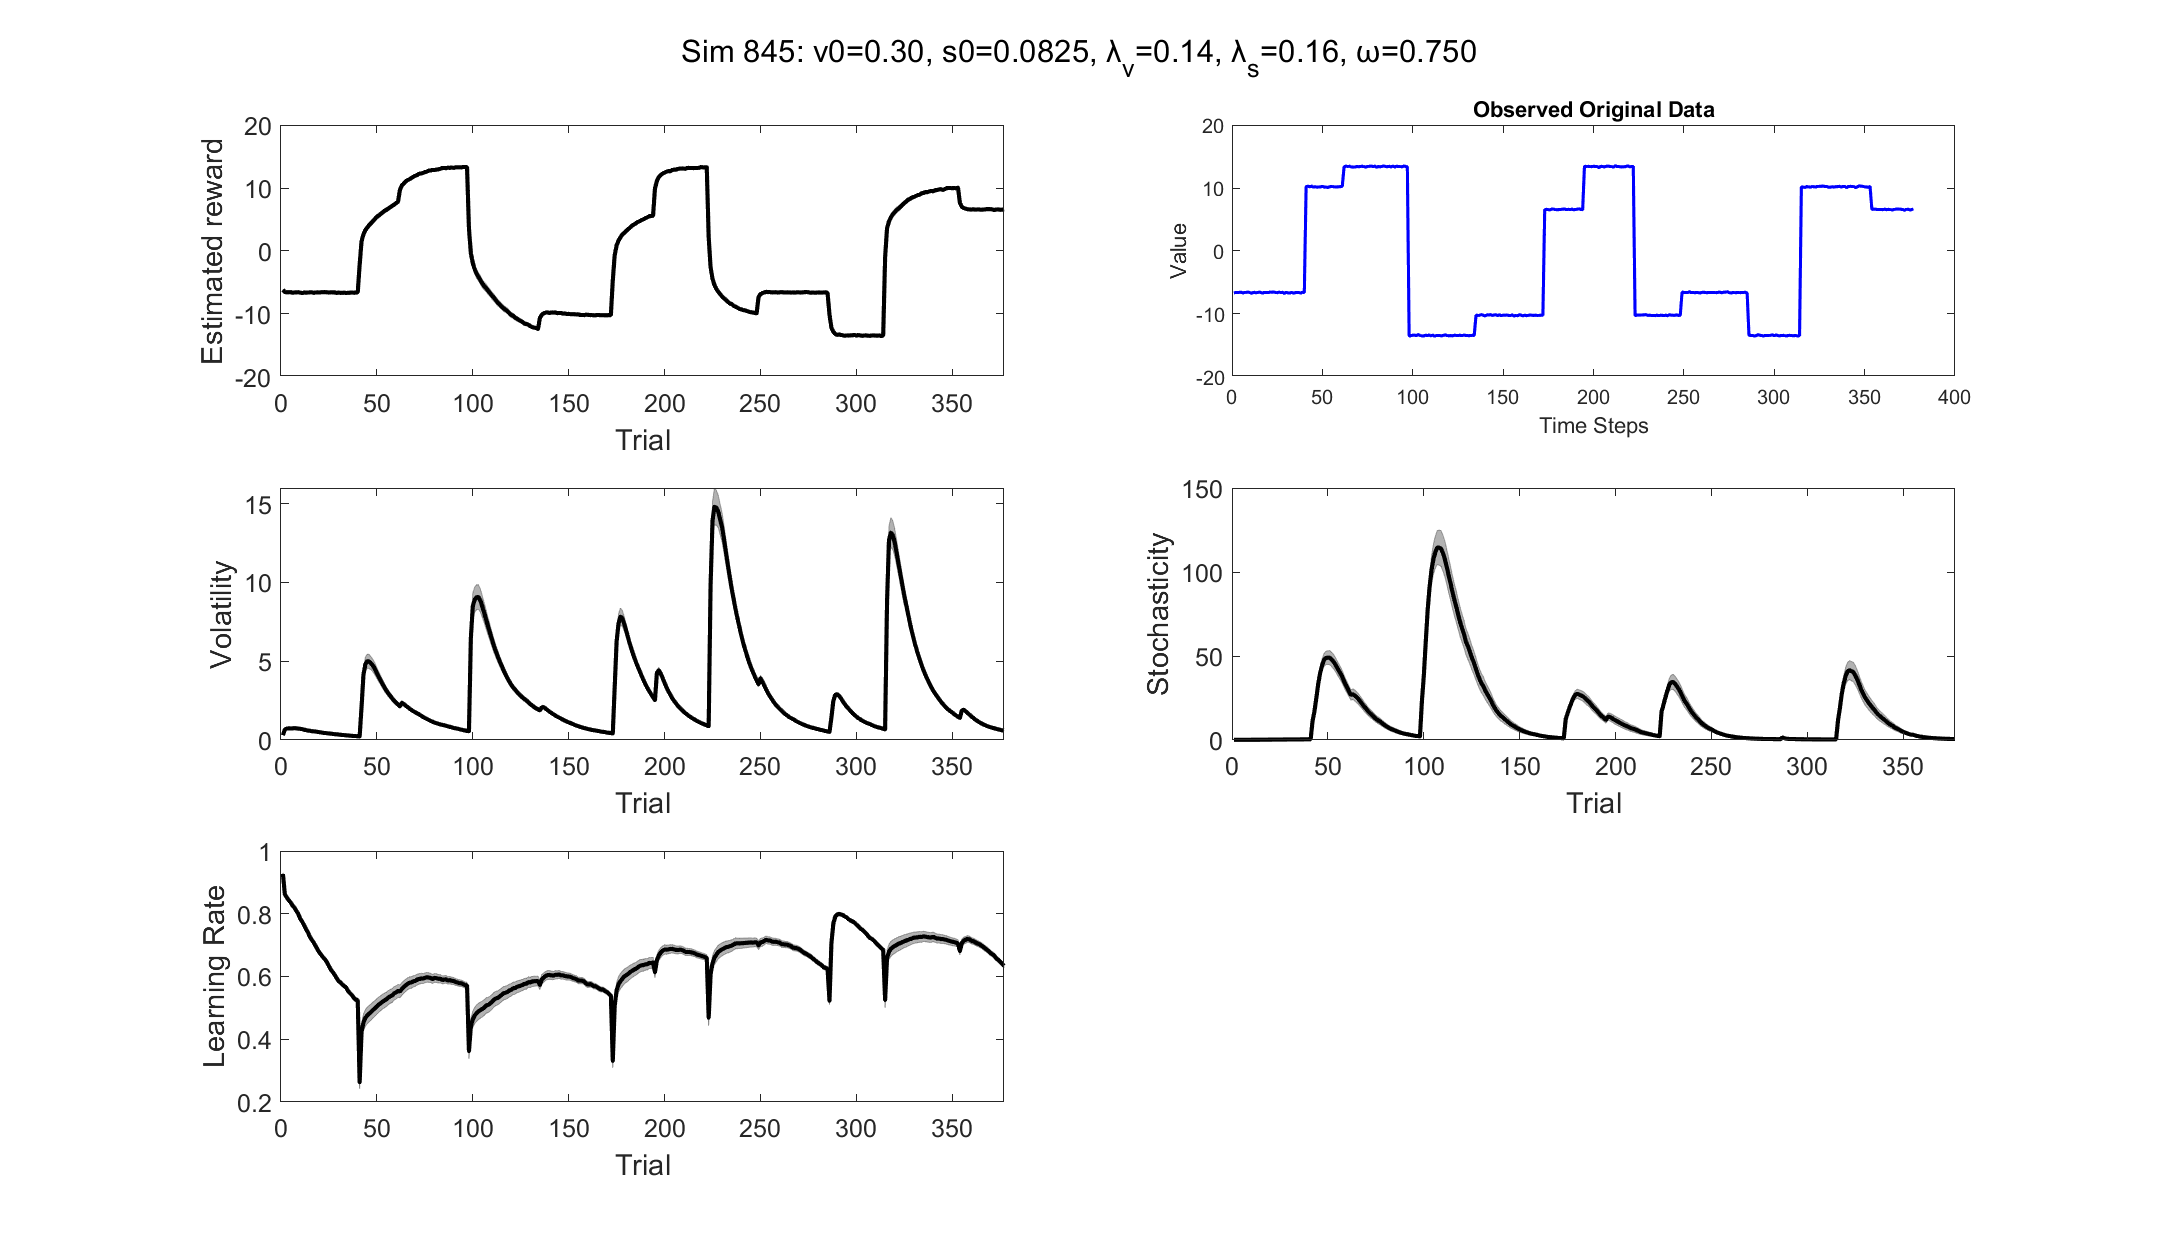 Sim 845: v0=0.30, s0=0.0825, λv=0.14, λs=0.16, ω=0.750
Estimated reward
20
10
0
-10
-20
0 50 100 150 200 250 300 350
Trial
Observed Original Data
Value
20
10
0
-10
-20
0 50 100 150 200 250 300 350 400
Time Steps
Volatility
15
10
5
0
0 50 100 150 200 250 300 350
Trial
Stochasticity
150
100
50
0
0 50 100 150 200 250 300 350
Trial
Learning Rate
1
0.8
0.6
0.4
0.2
0 50 100 150 200 250 300 350
Trial